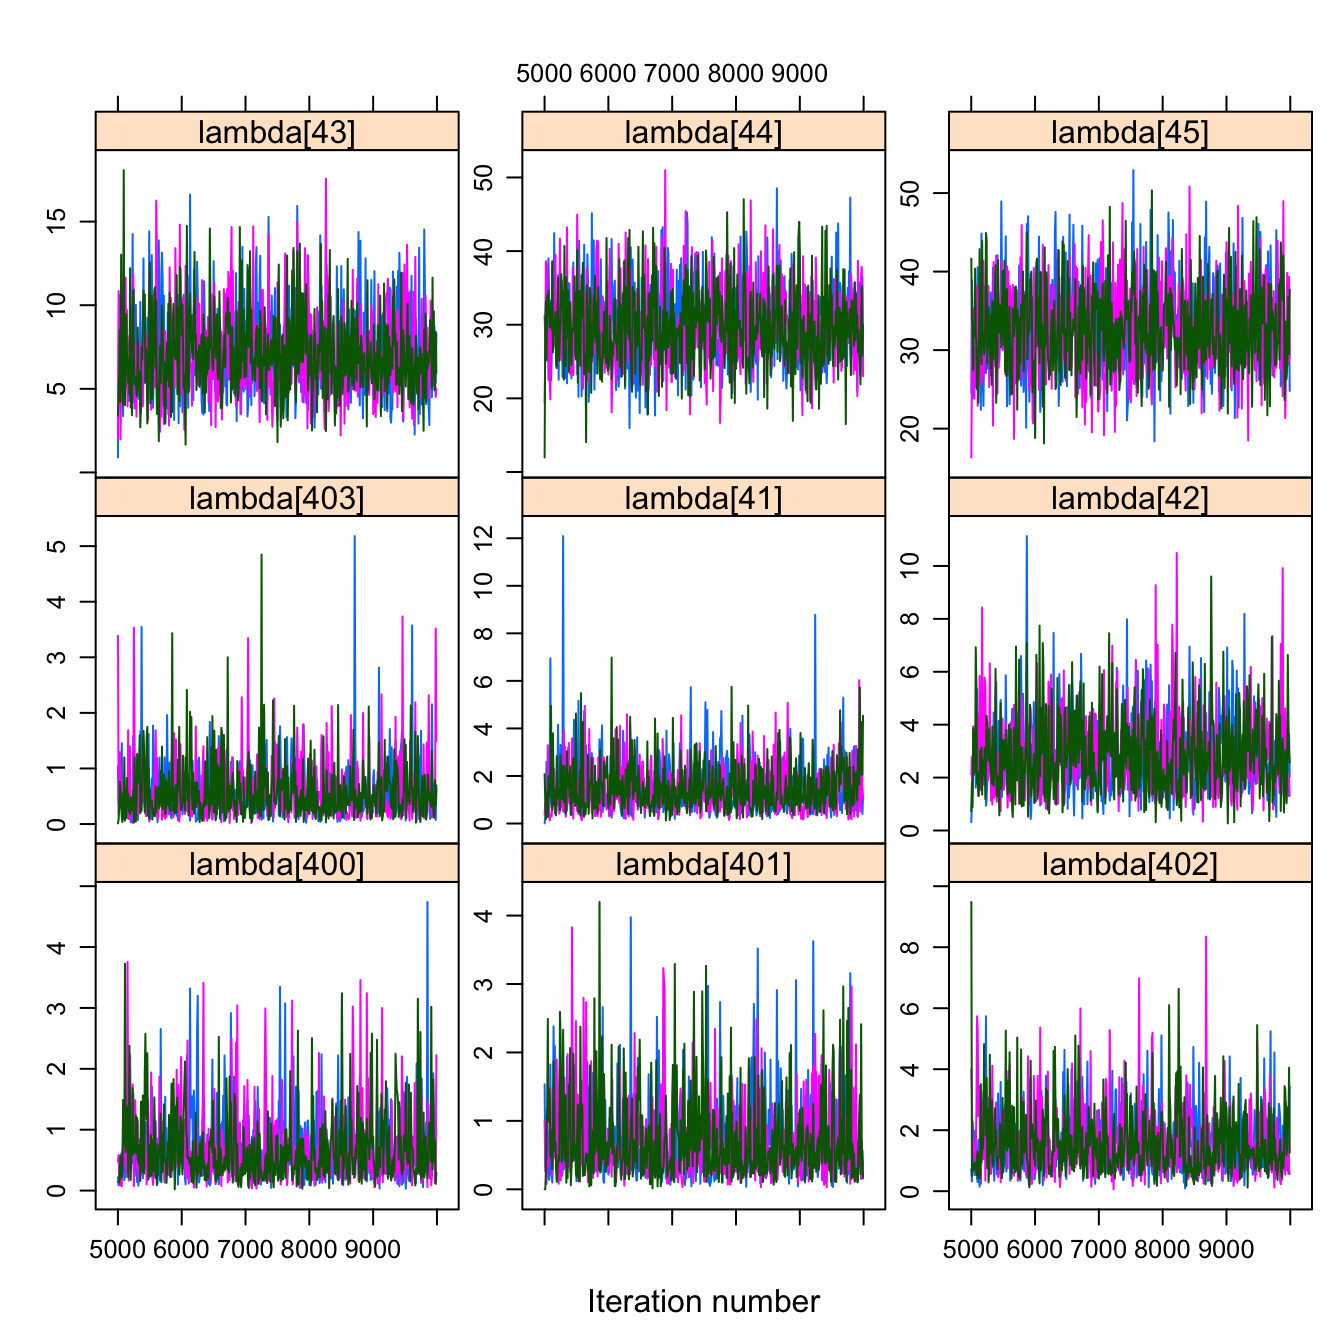 5000 6000 7000 8000 9000
lambda[43] lambda[44] lambda[45]
5 10 15
20 30 40 50
20 30 40 50
lambda[403] lambda[41] lambda[42]
0 1 2 3 4 5
0 2 4 6 8 10 12
0 2 4 6 8 10
lambda[400] lambda[401] lambda[402]
0 1 2 3 4
0 1 2 3 4
0 2 4 6 8
5000 6000 7000 8000 9000 5000 6000 7000 8000 9000
Iteration number